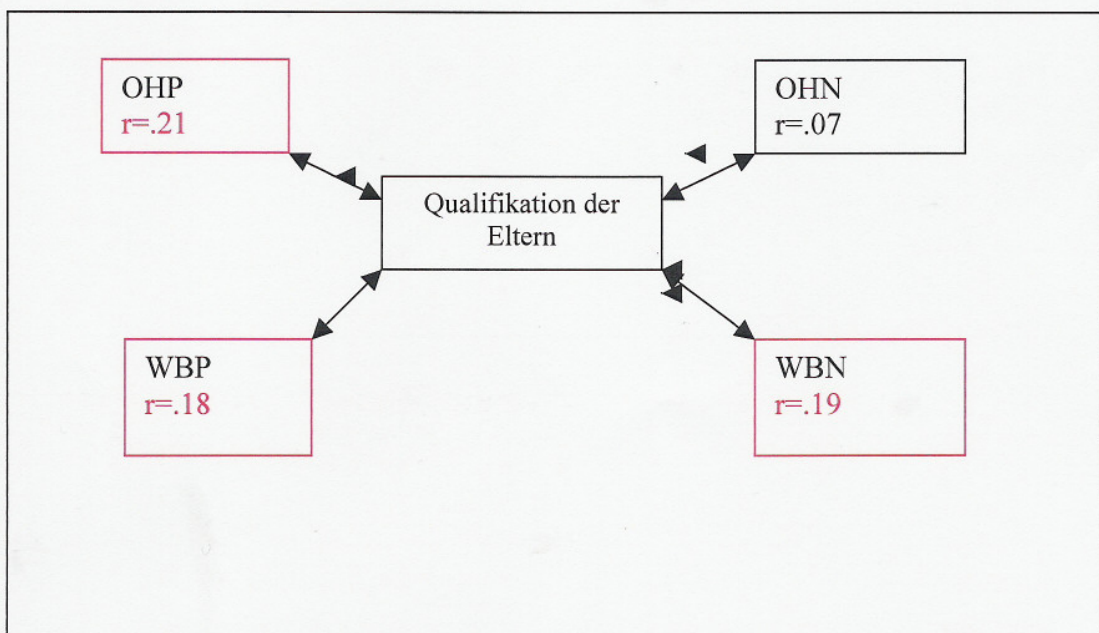 OHP
r=.21
OHN
r=.07
Qualifikation der
Eltern
WBP
r=.18
WBN
r=.19